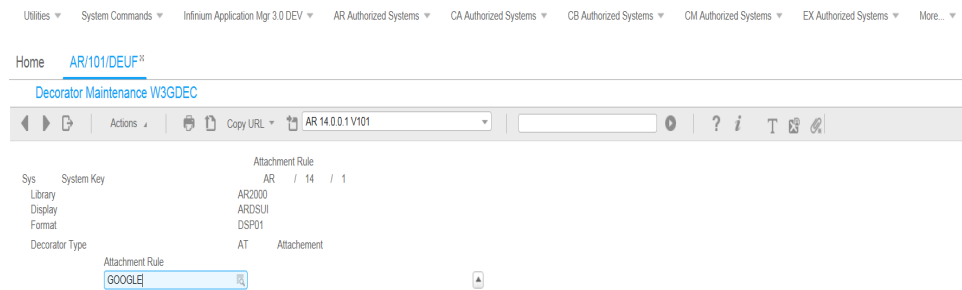 Utilities System Commands Infinium Application Mgr 3.0 DEV AR Authorized Systems CA Authorized Systems CB Authorized Systems CM Authorized Systems EX Authorized Systems More...
Home AR/101/DEUF
Decorator Maintenance W3GDEC
Actions Copy URL AR 14.0.0.1 V101 ? i T
Attachment Rule
Sys System Key AR / 14 / 1
Library AR2000
Display ARDSUI
Format DSP01
Decorator Type AT Attachement
Attachment Rule
GOOGLE